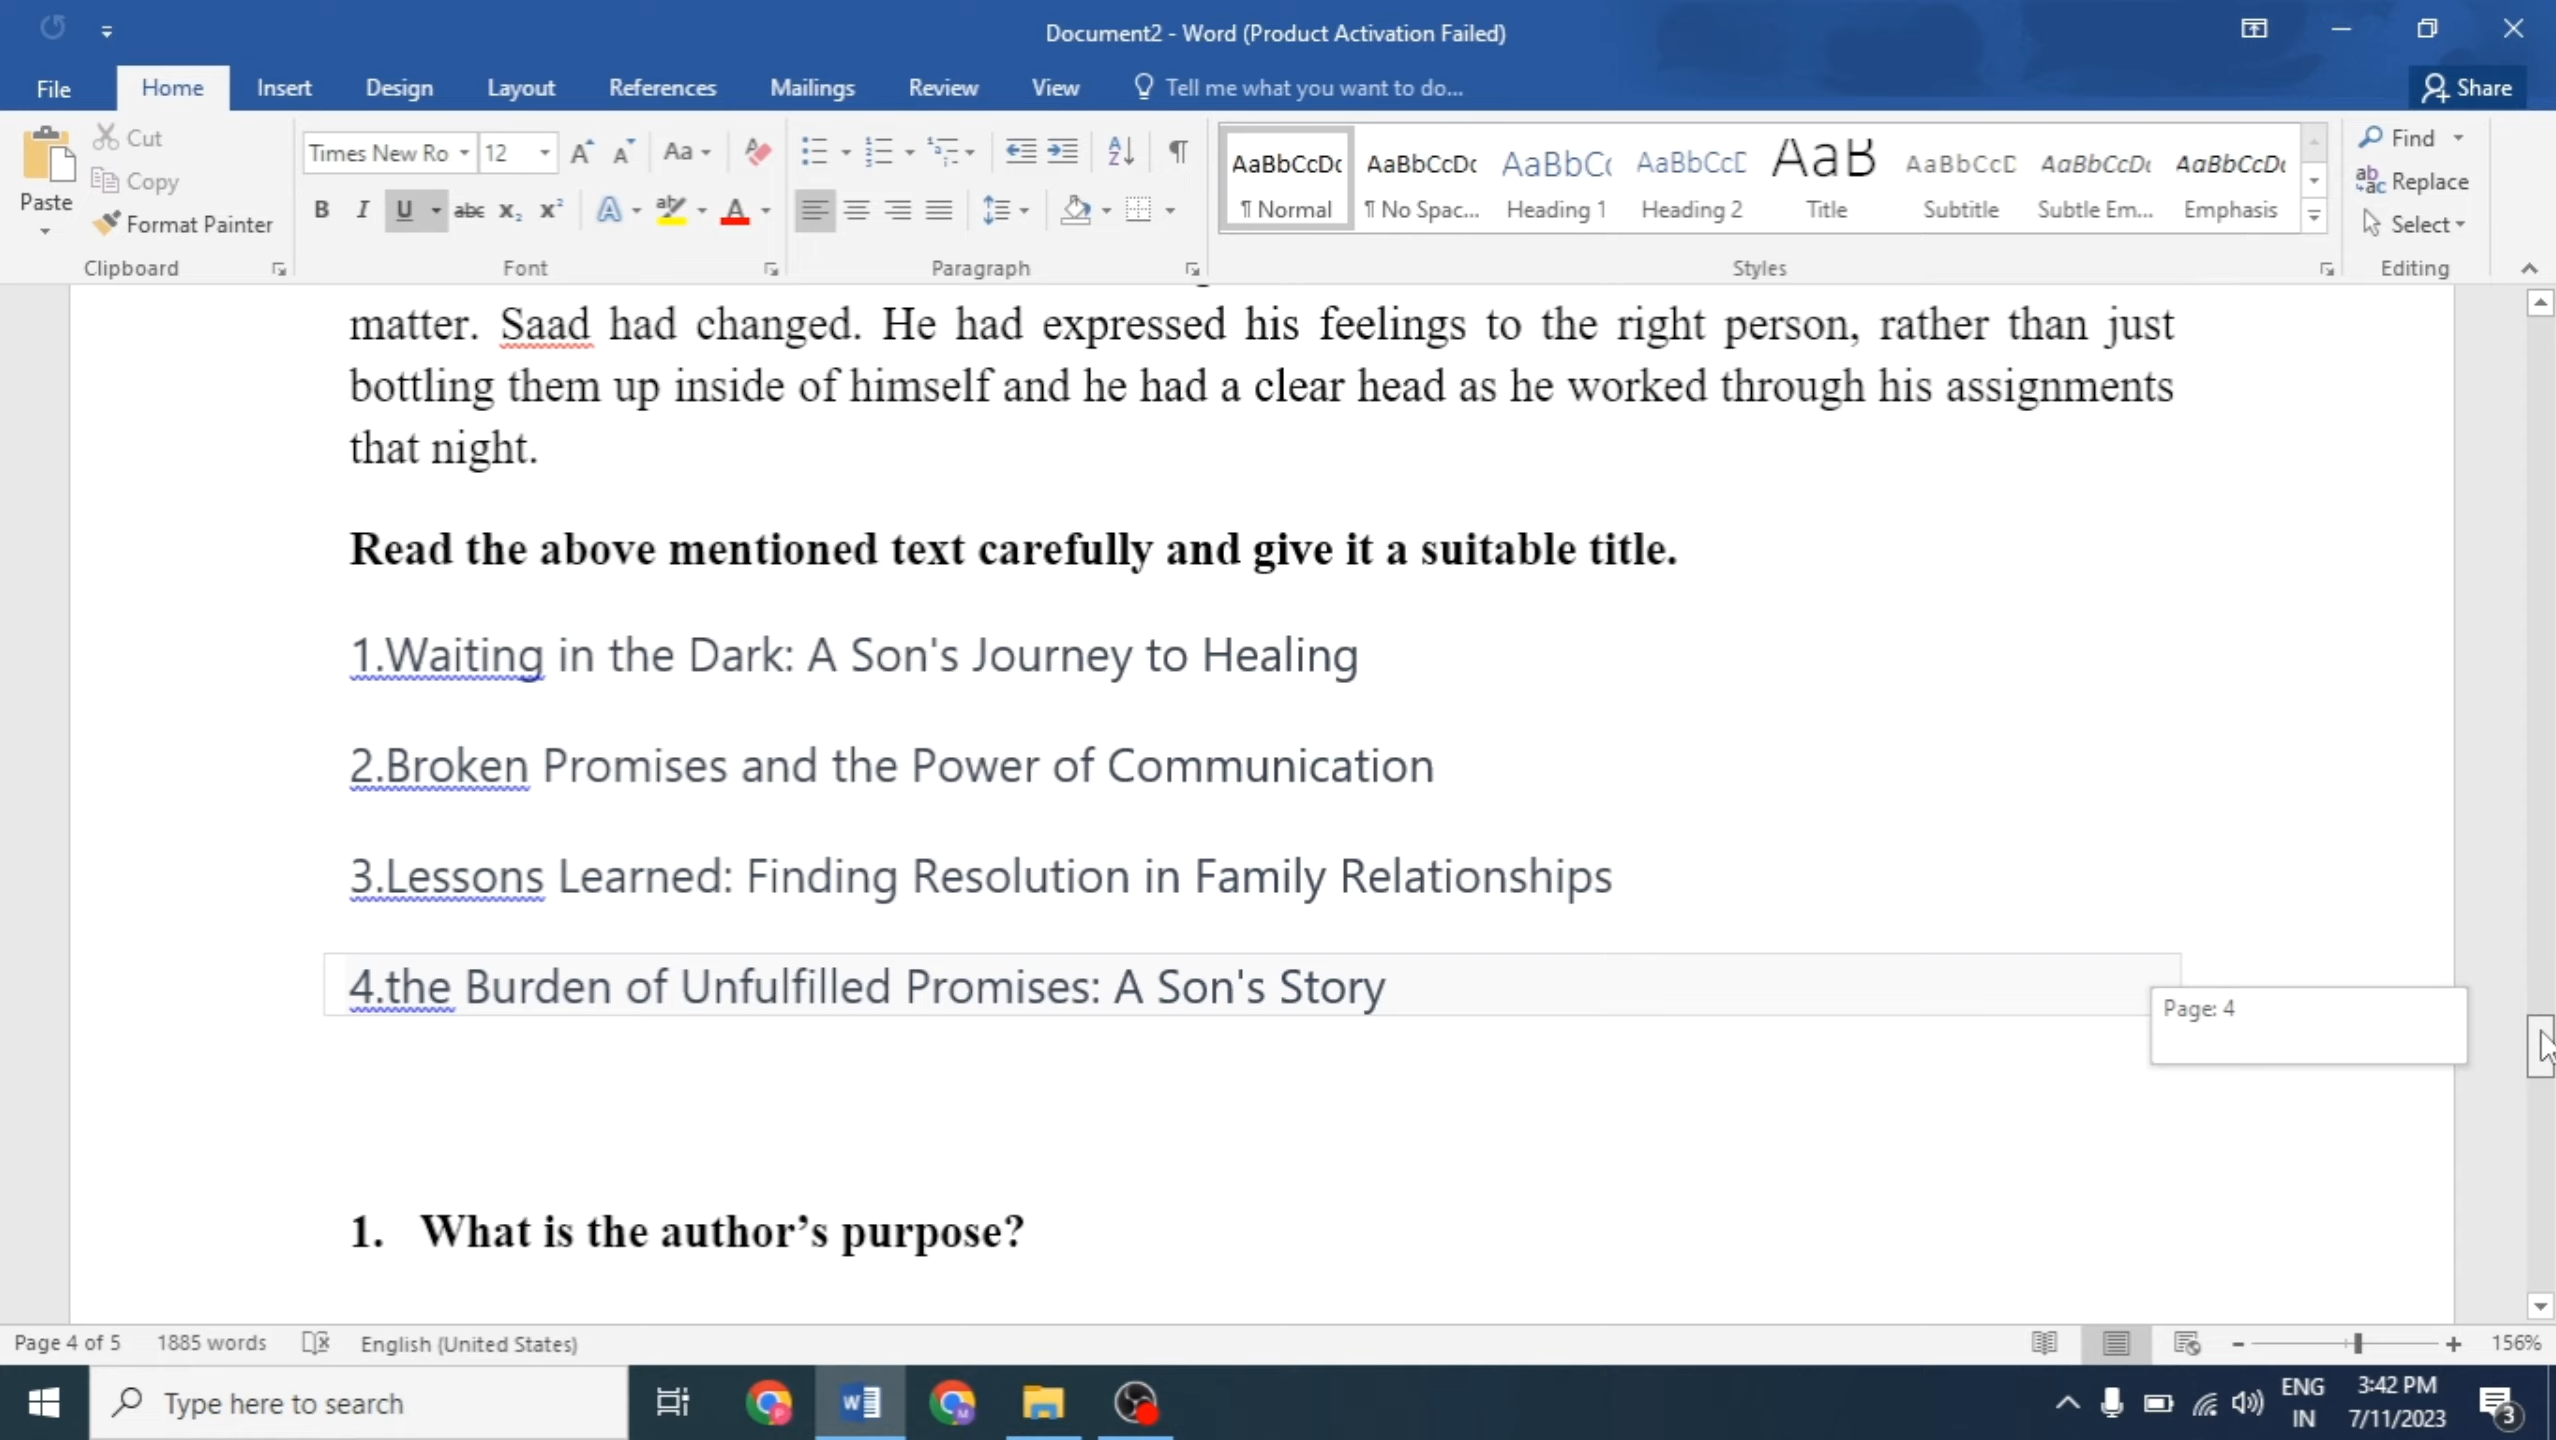 Document2 - Word (Product Activation Failed)
File Home Insert Design Layout References Mailings Review View Tell me what you want to do... Share
Paste Cut Copy Format Painter Clipboard
Times New Ro 12 Aa Font
B I U abc x₂ x² A ab A
Paragraph
AaBbCcDc AaBbCcDc AaBbC AaBbCcD AaB AaBbCcD AaBbCcDc AaBbCcDc
¶ Normal ¶ No Spac... Heading 1 Heading 2 Title Subtitle Subtle Em... Emphasis
Styles
Find Replace Select Editing
matter. Saad had changed. He had expressed his feelings to the right person, rather than just
bottling them up inside of himself and he had a clear head as he worked through his assignments
that night.
Read the above mentioned text carefully and give it a suitable title.
1.Waiting in the Dark: A Son's Journey to Healing
2.Broken Promises and the Power of Communication
3.Lessons Learned: Finding Resolution in Family Relationships
4.the Burden of Unfulfilled Promises: A Son's Story
Page: 4
1. What is the author’s purpose?
Page 4 of 5 1885 words English (United States) 156%
Type here to search
ENG 3:42 PM
IN 7/11/2023 3